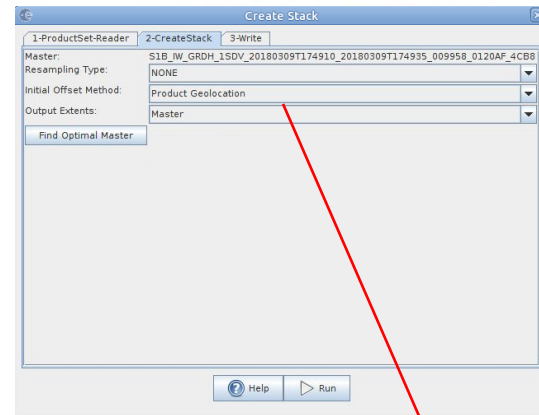 Create Stack
1-ProductSet-Reader 2-CreateStack 3-Write
Master: S1B_IW_GRDH_1SDV_20180309T174910_20180309T174935_009958_0120AF_4CB8
Resampling Type: NONE
Initial Offset Method: Product Geolocation
Output Extents: Master
Find Optimal Master
Help Run